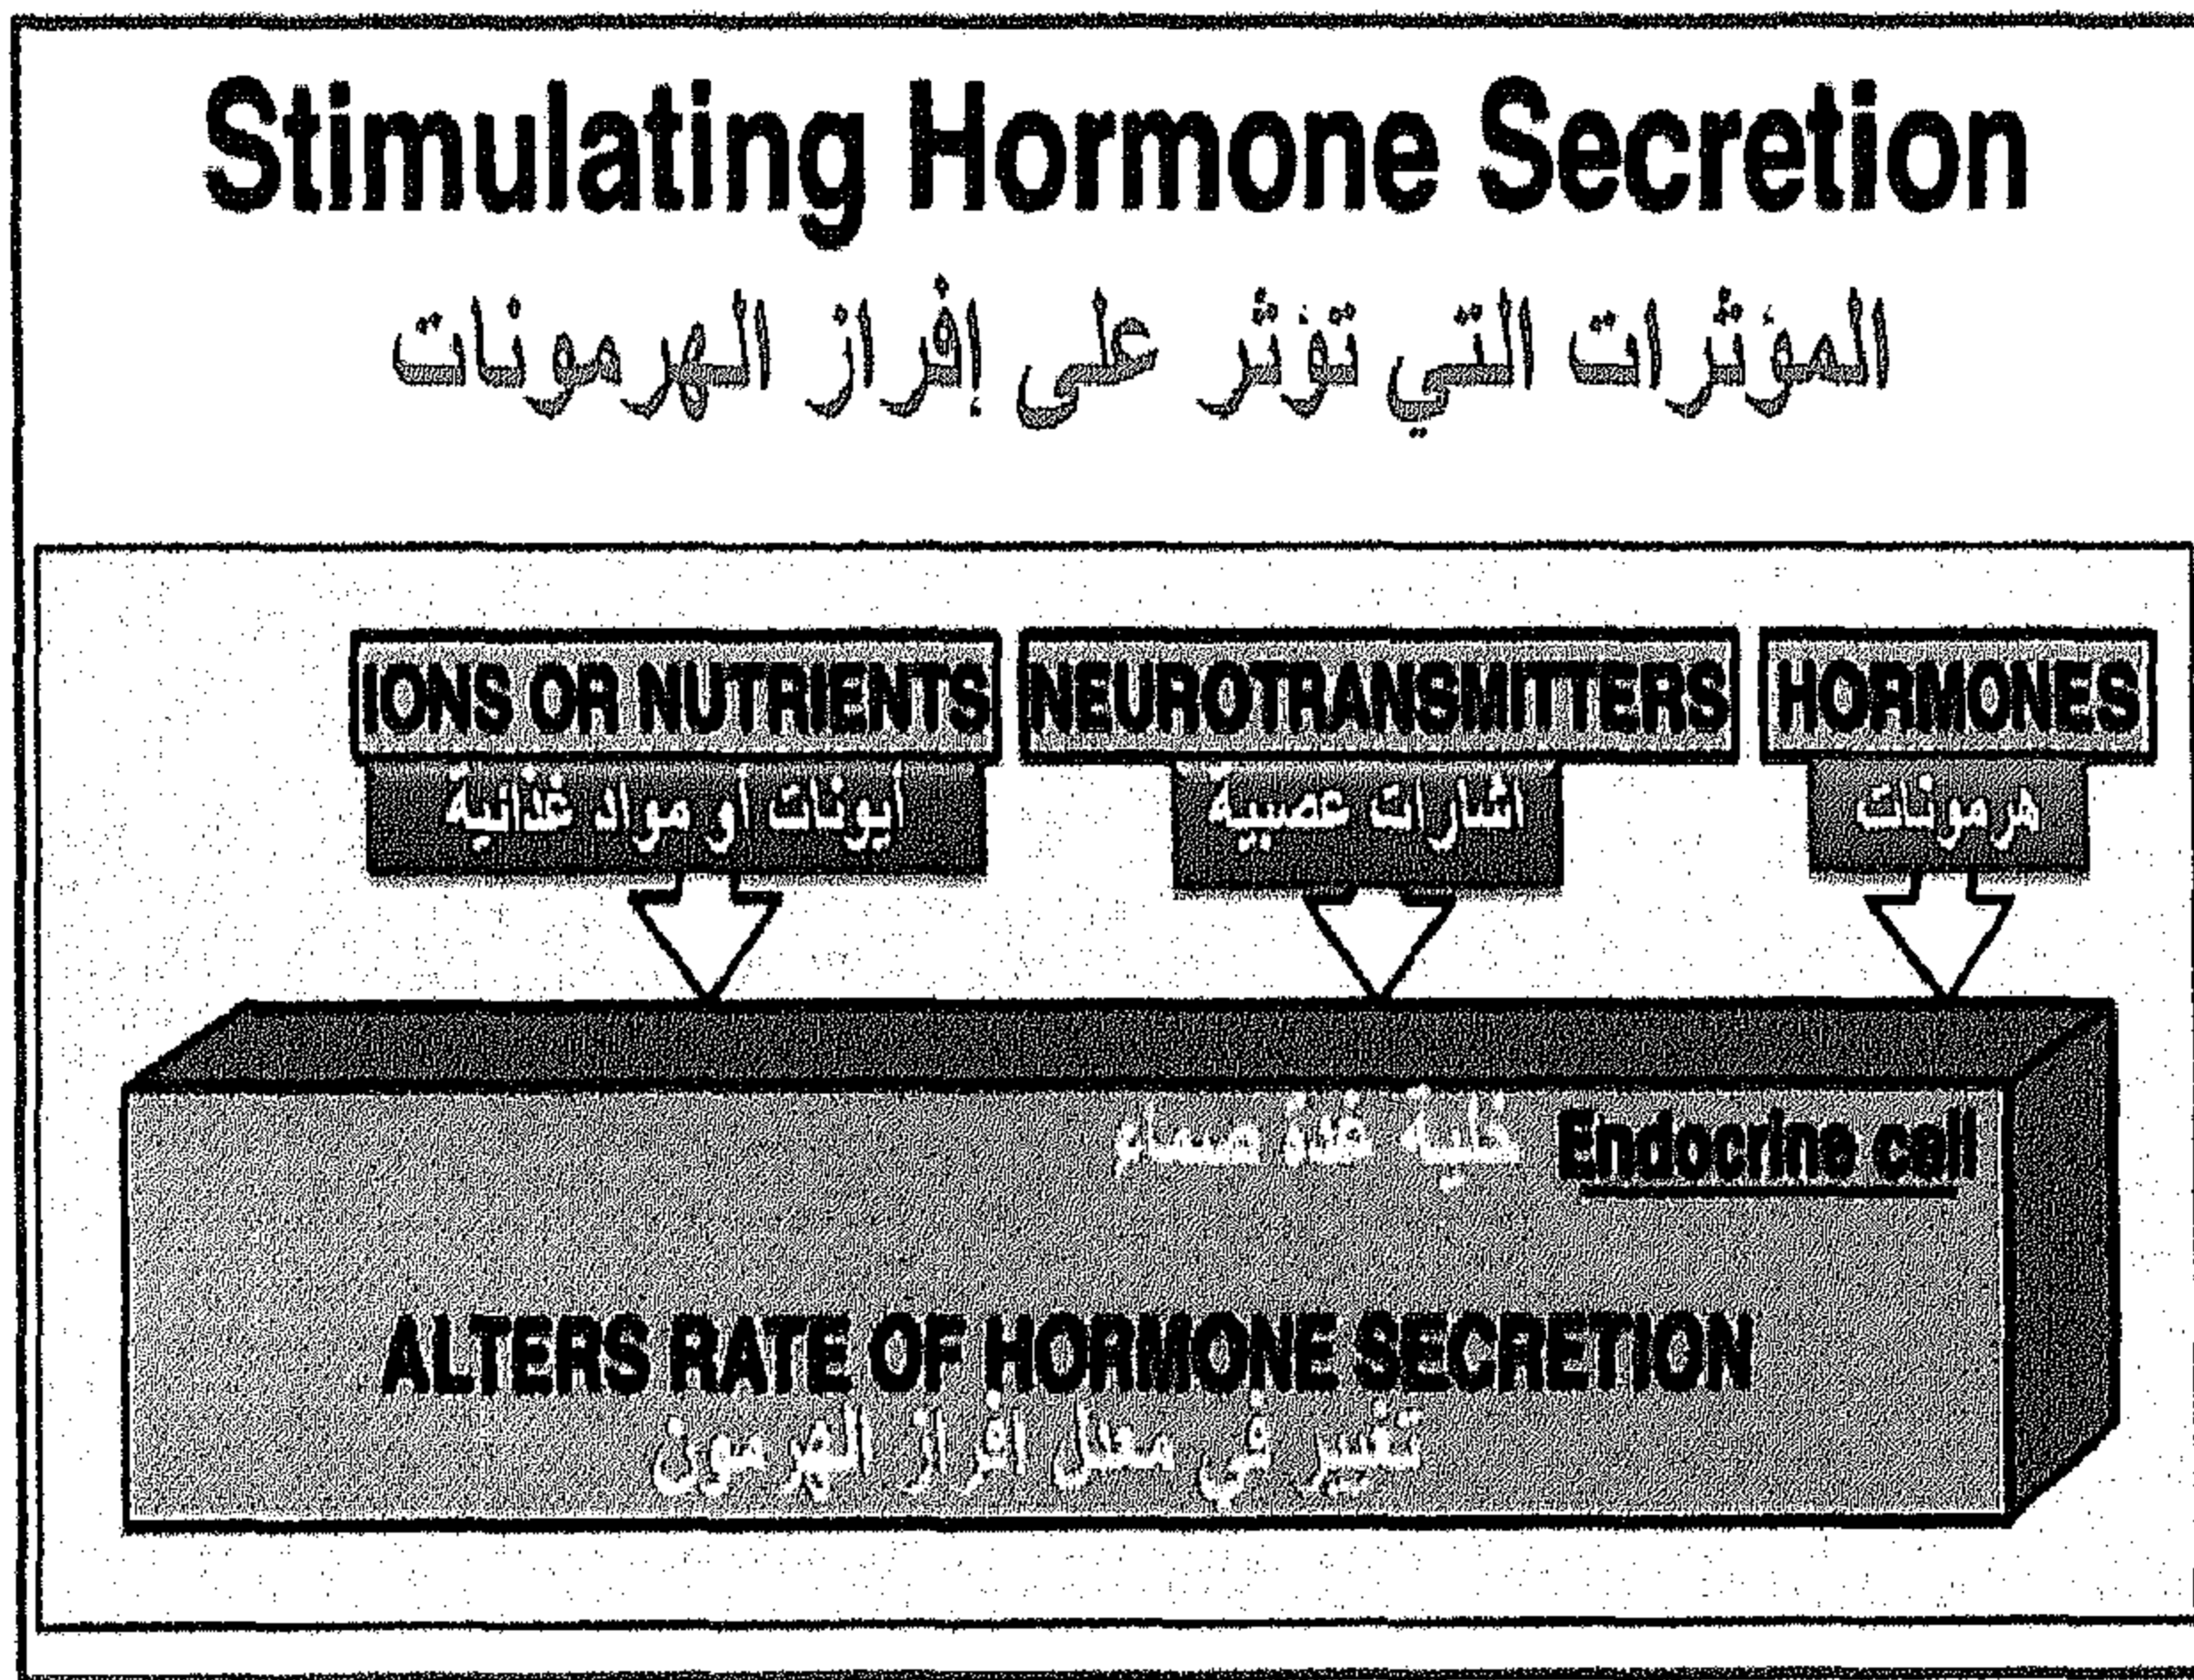 Stimulating Hormone Secretion
المؤثرات التي تؤثر على إفراز الهرمونات
IONS OR NUTRIENTS NEUROTRANSMITTERS HORMONES
أيونات أو مواد غذائية اشارات عصبية هرمونات
خلية غدة صماء Endocrine cell
ALTERS RATE OF HORMONE SECRETION
تغيير في معدل افراز الهرمون